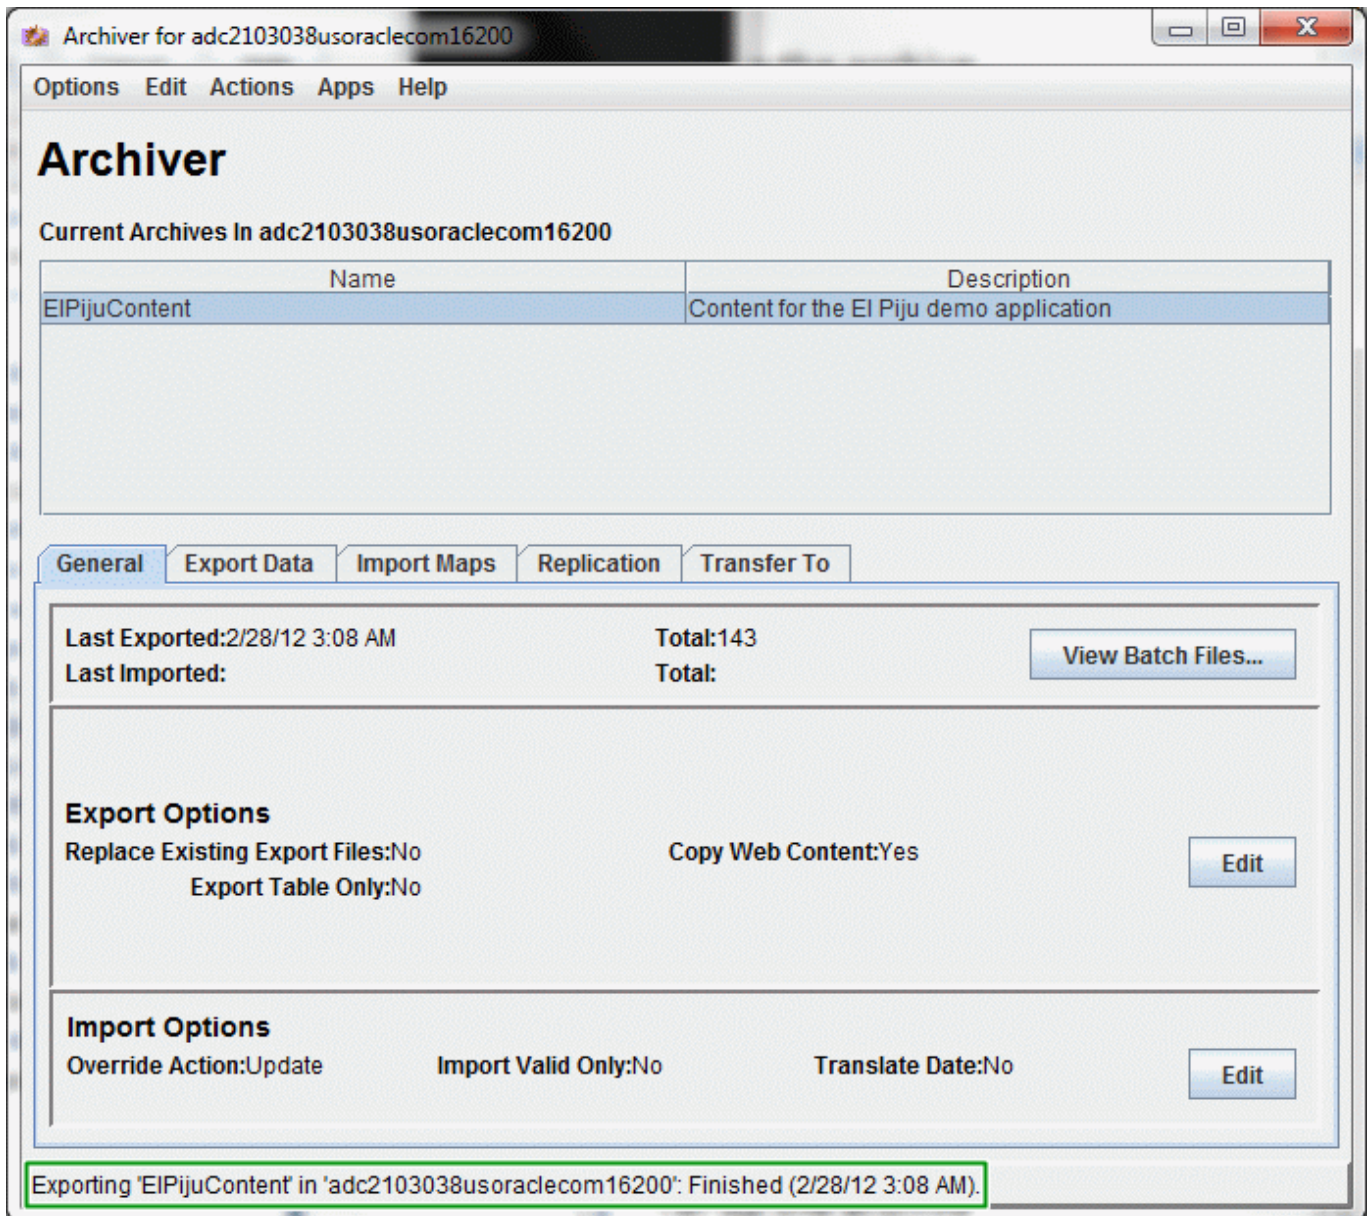 Archiver for adc2103038usoraclecom16200
Options Edit Actions Apps Help
Archiver
Current Archives In adc2103038usoraclecom16200
Name Description
ElPijuContent Content for the El Piju demo application
General Export Data Import Maps Replication Transfer To
Last Exported:2/28/12 3:08 AM Total:143 View Batch Files...
Last Imported: Total:
Export Options
Replace Existing Export Files:No Copy Web Content:Yes Edit
Export Table Only:No
Import Options
Override Action:Update Import Valid Only:No Translate Date:No Edit
Exporting 'ElPijuContent' in 'adc2103038usoraclecom16200': Finished (2/28/12 3:08 AM).